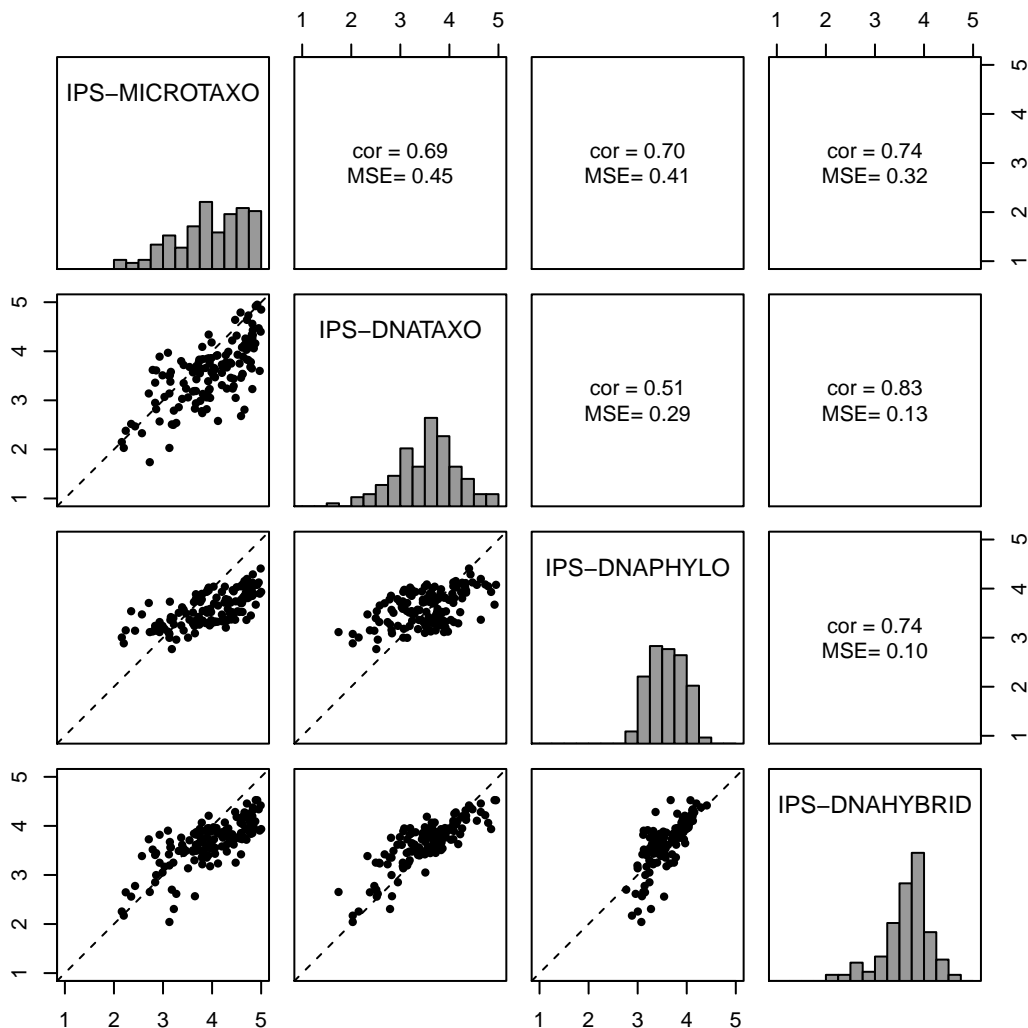 1 2 3 4 5 1 2 3 4 5
IPS−MICROTAXO
cor = 0.69
MSE= 0.45
cor = 0.70
MSE= 0.41
cor = 0.74
MSE= 0.32
5
4
3
2
1
5
4
3
2
1
IPS−DNATAXO
cor = 0.51
MSE= 0.29
cor = 0.83
MSE= 0.13
IPS−DNAPHYLO
cor = 0.74
MSE= 0.10
5
4
3
2
1
5
4
3
2
1
IPS−DNAHYBRID
1 2 3 4 5 1 2 3 4 5